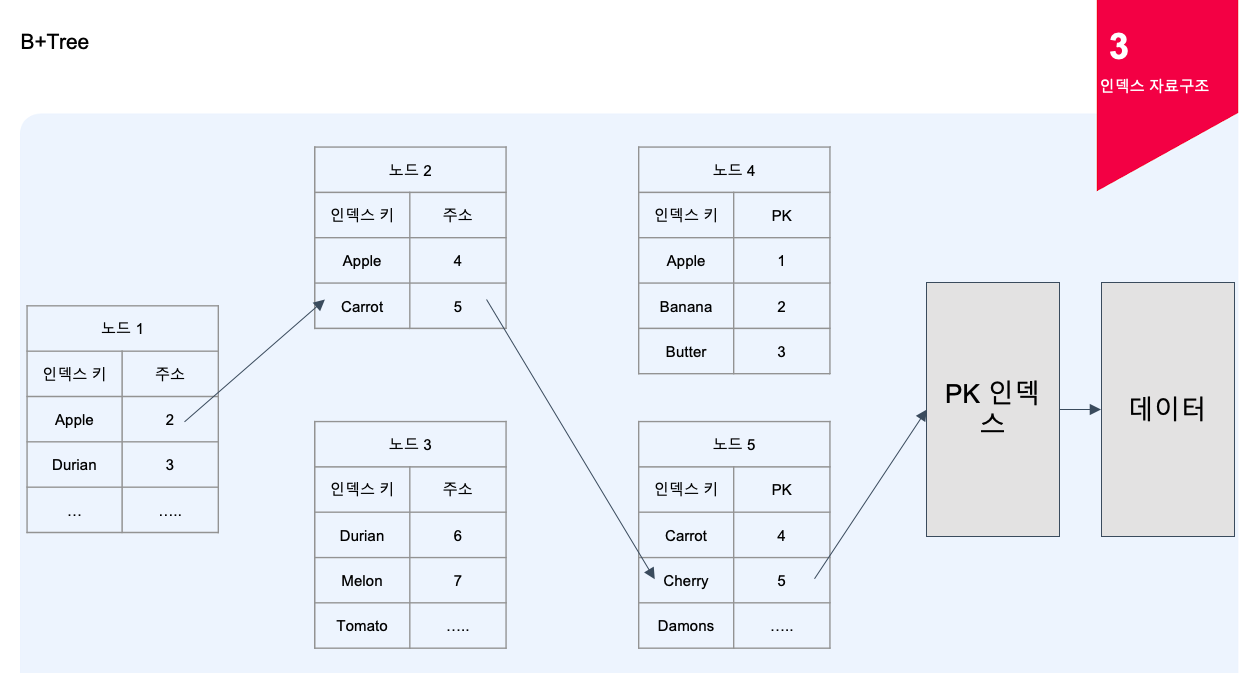 B+Tree
3
인덱스 자료구조
노드 1
인덱스 키 주소
Apple 2
Durian 3
… …..
노드 2
인덱스 키 주소
Apple 4
Carrot 5
노드 3
인덱스 키 주소
Durian 6
Melon 7
Tomato …..
노드 4
인덱스 키 PK
Apple 1
Banana 2
Butter 3
노드 5
인덱스 키 PK
Carrot 4
Cherry 5
Damons …..
PK 인덱
스
데이터